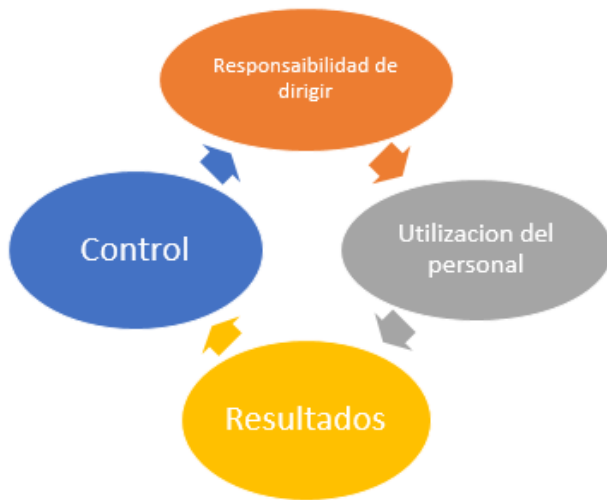 Responsaibilidad de
dirigir
Utilizacion del
personal
Resultados
Control